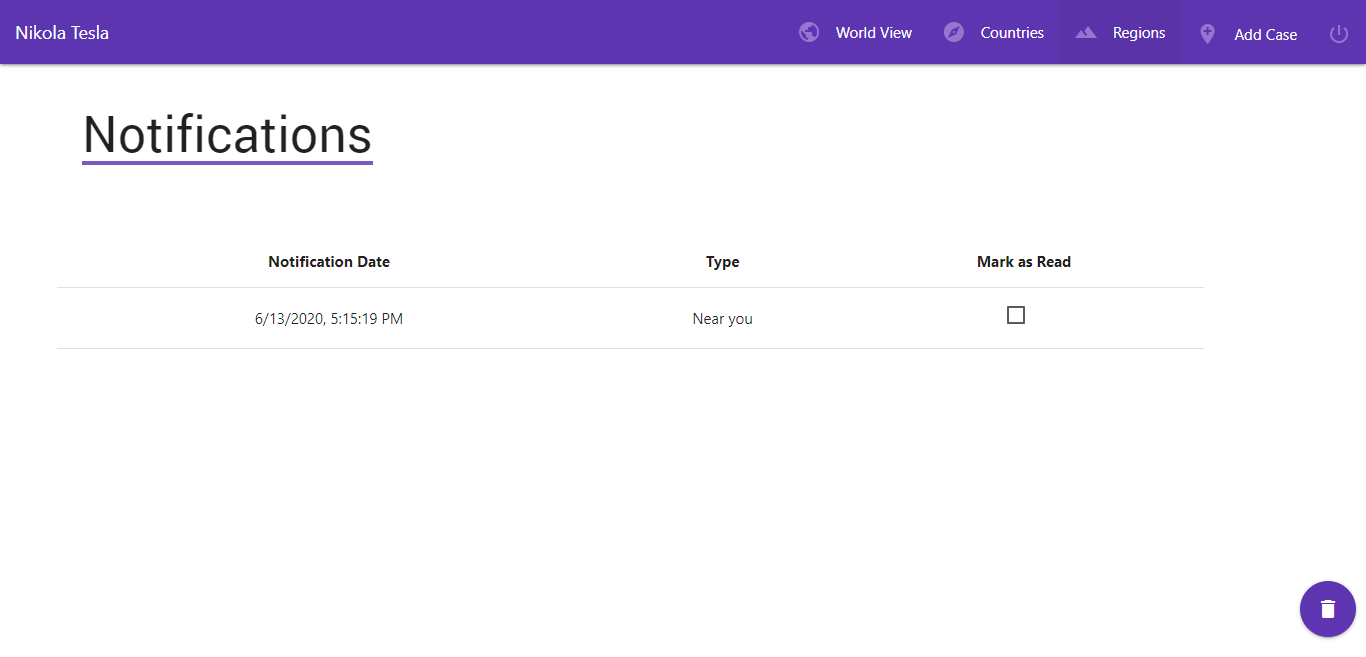 Nikola Tesla
World View
Countries
Regions
Add Case
Notifications
Notification Date Type Mark as Read
6/13/2020, 5:15:19 PM Near you